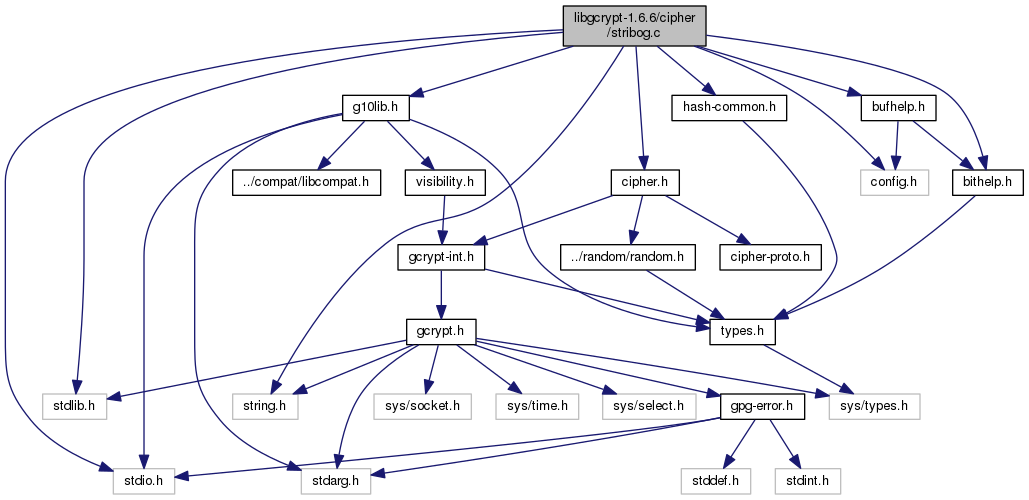 libgcrypt-1.6.6/cipher
/stribog.c
g10lib.h
hash-common.h
bufhelp.h
../compat/libcompat.h
visibility.h
cipher.h
config.h
bithelp.h
gcrypt-int.h
../random/random.h
cipher-proto.h
gcrypt.h
types.h
stdlib.h
string.h
sys/socket.h
sys/time.h
sys/select.h
gpg-error.h
sys/types.h
stdio.h
stdarg.h
stddef.h
stdint.h